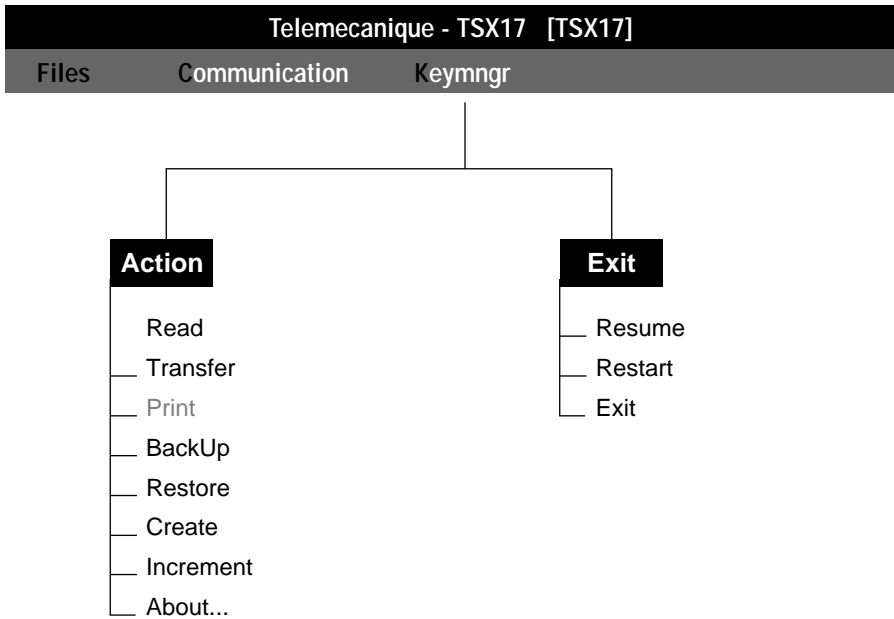 Telemecanique - TSX17 [TSX17]
Files Communication Keymngr
Action
Read
Transfer
Print
BackUp
Restore
Create
Increment
About...
Exit
Resume
Restart
Exit